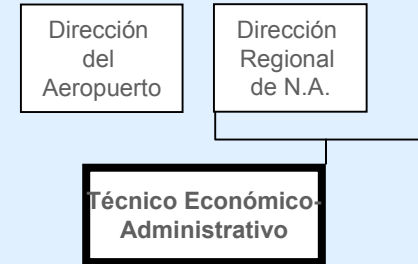 Dirección
del
Aeropuerto
Dirección
Regional
de N.A.
Técnico Económico-
Administrativo